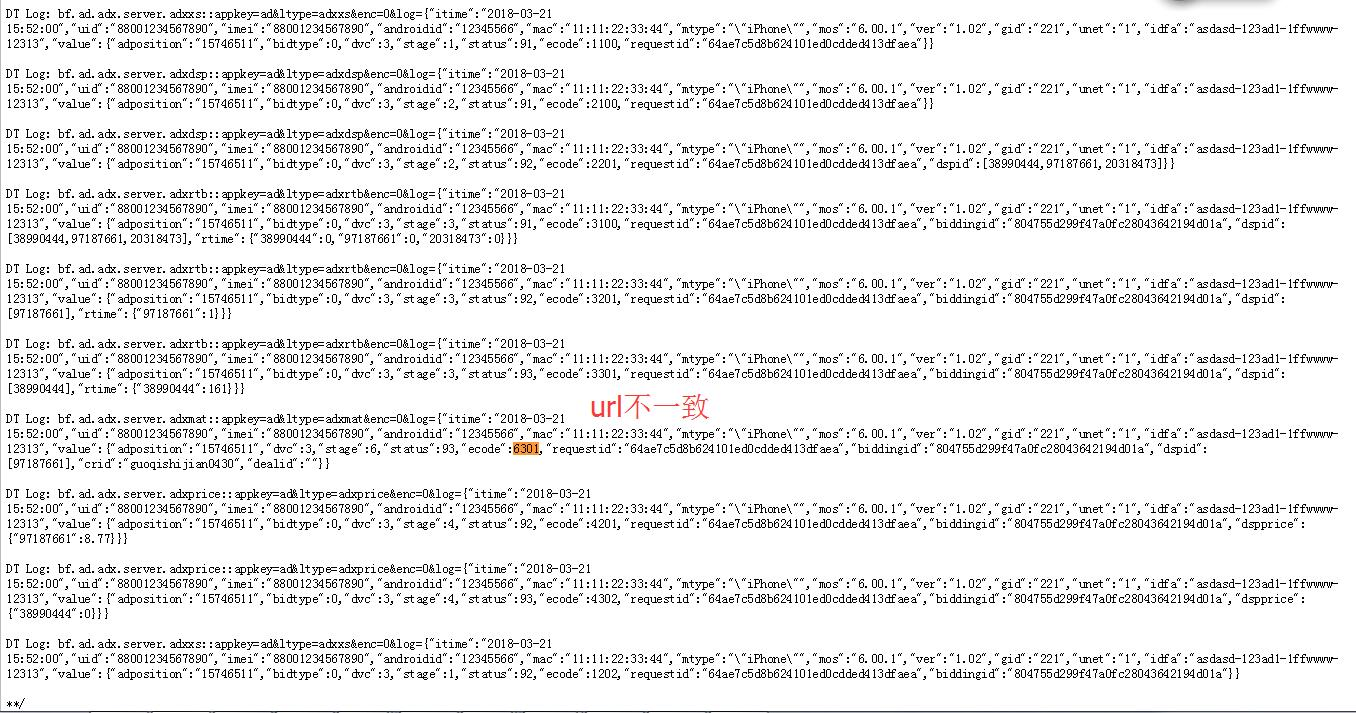 DT Log: bf.ad.adx.server.adxxs::appkey=ad&ltype=adxxs&enc=0&log={"itime":"2018-03-21
15:52:00","uid":"88001234567890","imei":"88001234567890","androidid":"12345566","mac":"11:11:22:33:44","mtype":"\"iPhone\"","mos":"6.00.1","ver":"1.02","gid":"221","unet":"1","idfa":"asdasd-123ad1-1ffwwww-
12313","value":{"adposition":"15746511","bidtype":0,"dvc":3,"stage":1,"status":91,"ecode":1100,"requestid":"64ae7c5d8b624101ed0cdded413dfaea"}}
DT Log: bf.ad.adx.server.adxdsp::appkey=ad&ltype=adxdsp&enc=0&log={"itime":"2018-03-21
15:52:00","uid":"88001234567890","imei":"88001234567890","androidid":"12345566","mac":"11:11:22:33:44","mtype":"\"iPhone\"","mos":"6.00.1","ver":"1.02","gid":"221","unet":"1","idfa":"asdasd-123ad1-1ffwwww-
12313","value":{"adposition":"15746511","bidtype":0,"dvc":3,"stage":2,"status":91,"ecode":2100,"requestid":"64ae7c5d8b624101ed0cdded413dfaea"}}
DT Log: bf.ad.adx.server.adxdsp::appkey=ad&ltype=adxdsp&enc=0&log={"itime":"2018-03-21
15:52:00","uid":"88001234567890","imei":"88001234567890","androidid":"12345566","mac":"11:11:22:33:44","mtype":"\"iPhone\"","mos":"6.00.1","ver":"1.02","gid":"221","unet":"1","idfa":"asdasd-123ad1-1ffwwww-
12313","value":{"adposition":"15746511","bidtype":0,"dvc":3,"stage":2,"status":92,"ecode":2201,"requestid":"64ae7c5d8b624101ed0cdded413dfaea","dspid":[38990444,97187661,20318473]}}
DT Log: bf.ad.adx.server.adxrtb::appkey=ad&ltype=adxrtb&enc=0&log={"itime":"2018-03-21
15:52:00","uid":"88001234567890","imei":"88001234567890","androidid":"12345566","mac":"11:11:22:33:44","mtype":"\"iPhone\"","mos":"6.00.1","ver":"1.02","gid":"221","unet":"1","idfa":"asdasd-123ad1-1ffwwww-
12313","value":{"adposition":"15746511","bidtype":0,"dvc":3,"stage":3,"status":91,"ecode":3100,"requestid":"64ae7c5d8b624101ed0cdded413dfaea","biddingid":"804755d299f47a0fc28043642194d01a","dspid":
[38990444,97187661,20318473],"rtime":{"38990444":0,"97187661":0,"20318473":0}}}
DT Log: bf.ad.adx.server.adxrtb::appkey=ad&ltype=adxrtb&enc=0&log={"itime":"2018-03-21
15:52:00","uid":"88001234567890","imei":"88001234567890","androidid":"12345566","mac":"11:11:22:33:44","mtype":"\"iPhone\"","mos":"6.00.1","ver":"1.02","gid":"221","unet":"1","idfa":"asdasd-123ad1-1ffwwww-
12313","value":{"adposition":"15746511","bidtype":0,"dvc":3,"stage":3,"status":92,"ecode":3201,"requestid":"64ae7c5d8b624101ed0cdded413dfaea","biddingid":"804755d299f47a0fc28043642194d01a","dspid":
[97187661],"rtime":{"97187661":1}}}
DT Log: bf.ad.adx.server.adxrtb::appkey=ad&ltype=adxrtb&enc=0&log={"itime":"2018-03-21
15:52:00","uid":"88001234567890","imei":"88001234567890","androidid":"12345566","mac":"11:11:22:33:44","mtype":"\"iPhone\"","mos":"6.00.1","ver":"1.02","gid":"221","unet":"1","idfa":"asdasd-123ad1-1ffwwww-
12313","value":{"adposition":"15746511","bidtype":0,"dvc":3,"stage":3,"status":93,"ecode":3301,"requestid":"64ae7c5d8b624101ed0cdded413dfaea","biddingid":"804755d299f47a0fc28043642194d01a","dspid":
[38990444],"rtime":{"38990444":161}}}
url不一致
DT Log: bf.ad.adx.server.adxmat::appkey=ad&ltype=adxmat&enc=0&log={"itime":"2018-03-21
15:52:00","uid":"88001234567890","imei":"88001234567890","androidid":"12345566","mac":"11:11:22:33:44","mtype":"\"iPhone\"","mos":"6.00.1","ver":"1.02","gid":"221","unet":"1","idfa":"asdasd-123ad1-1ffwwww-
12313","value":{"adposition":"15746511","dvc":3,"stage":6,"status":93,"ecode":6301,"requestid":"64ae7c5d8b624101ed0cdded413dfaea","biddingid":"804755d299f47a0fc28043642194d01a","dspid":
[97187661],"crid":"guoqishijian0430","dealid":""}}
DT Log: bf.ad.adx.server.adxprice::appkey=ad&ltype=adxprice&enc=0&log={"itime":"2018-03-21
15:52:00","uid":"88001234567890","imei":"88001234567890","androidid":"12345566","mac":"11:11:22:33:44","mtype":"\"iPhone\"","mos":"6.00.1","ver":"1.02","gid":"221","unet":"1","idfa":"asdasd-123ad1-1ffwwww-
12313","value":{"adposition":"15746511","bidtype":0,"dvc":3,"stage":4,"status":92,"ecode":4201,"requestid":"64ae7c5d8b624101ed0cdded413dfaea","biddingid":"804755d299f47a0fc28043642194d01a","dspprice":
{"97187661":8.77}}}
DT Log: bf.ad.adx.server.adxprice::appkey=ad&ltype=adxprice&enc=0&log={"itime":"2018-03-21
15:52:00","uid":"88001234567890","imei":"88001234567890","androidid":"12345566","mac":"11:11:22:33:44","mtype":"\"iPhone\"","mos":"6.00.1","ver":"1.02","gid":"221","unet":"1","idfa":"asdasd-123ad1-1ffwwww-
12313","value":{"adposition":"15746511","bidtype":0,"dvc":3,"stage":4,"status":93,"ecode":4302,"requestid":"64ae7c5d8b624101ed0cdded413dfaea","biddingid":"804755d299f47a0fc28043642194d01a","dspprice":
{"38990444":0}}}
DT Log: bf.ad.adx.server.adxxs::appkey=ad&ltype=adxxs&enc=0&log={"itime":"2018-03-21
15:52:00","uid":"88001234567890","imei":"88001234567890","androidid":"12345566","mac":"11:11:22:33:44","mtype":"\"iPhone\"","mos":"6.00.1","ver":"1.02","gid":"221","unet":"1","idfa":"asdasd-123ad1-1ffwwww-
12313","value":{"adposition":"15746511","bidtype":0,"dvc":3,"stage":1,"status":92,"ecode":1202,"requestid":"64ae7c5d8b624101ed0cdded413dfaea","biddingid":"804755d299f47a0fc28043642194d01a"}}
**/